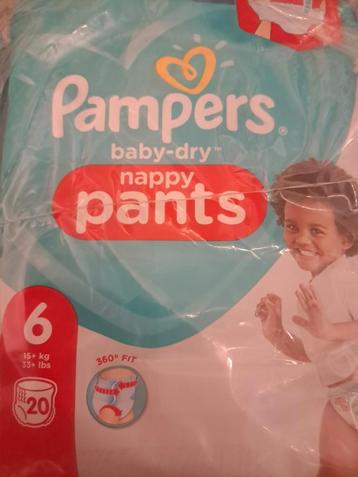 Pampers®
baby-dry™
nappy
pants
6
15+ kg
33+ lbs
20
360° FIT